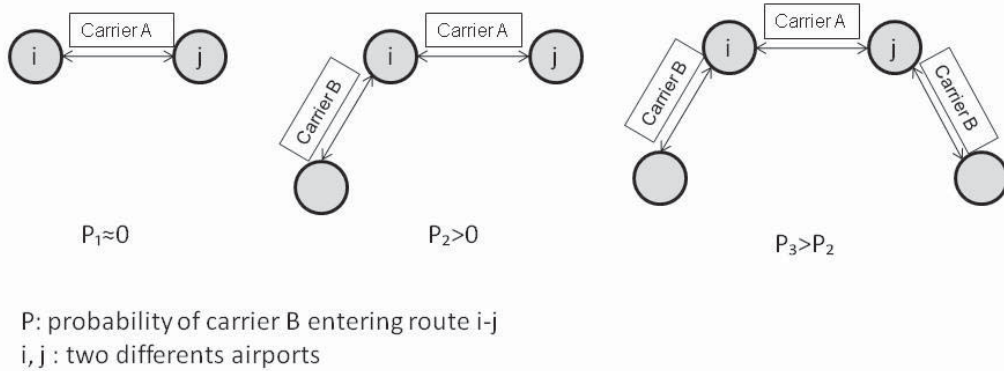 Carrier A
i
j
Carrier A
i
j
Carrier B
Carrier A
i
j
Carrier B
Carrier B
P₁≈0
P₂>0
P₃>P₂
P: probability of carrier B entering route i-j
i, j : two differents airports